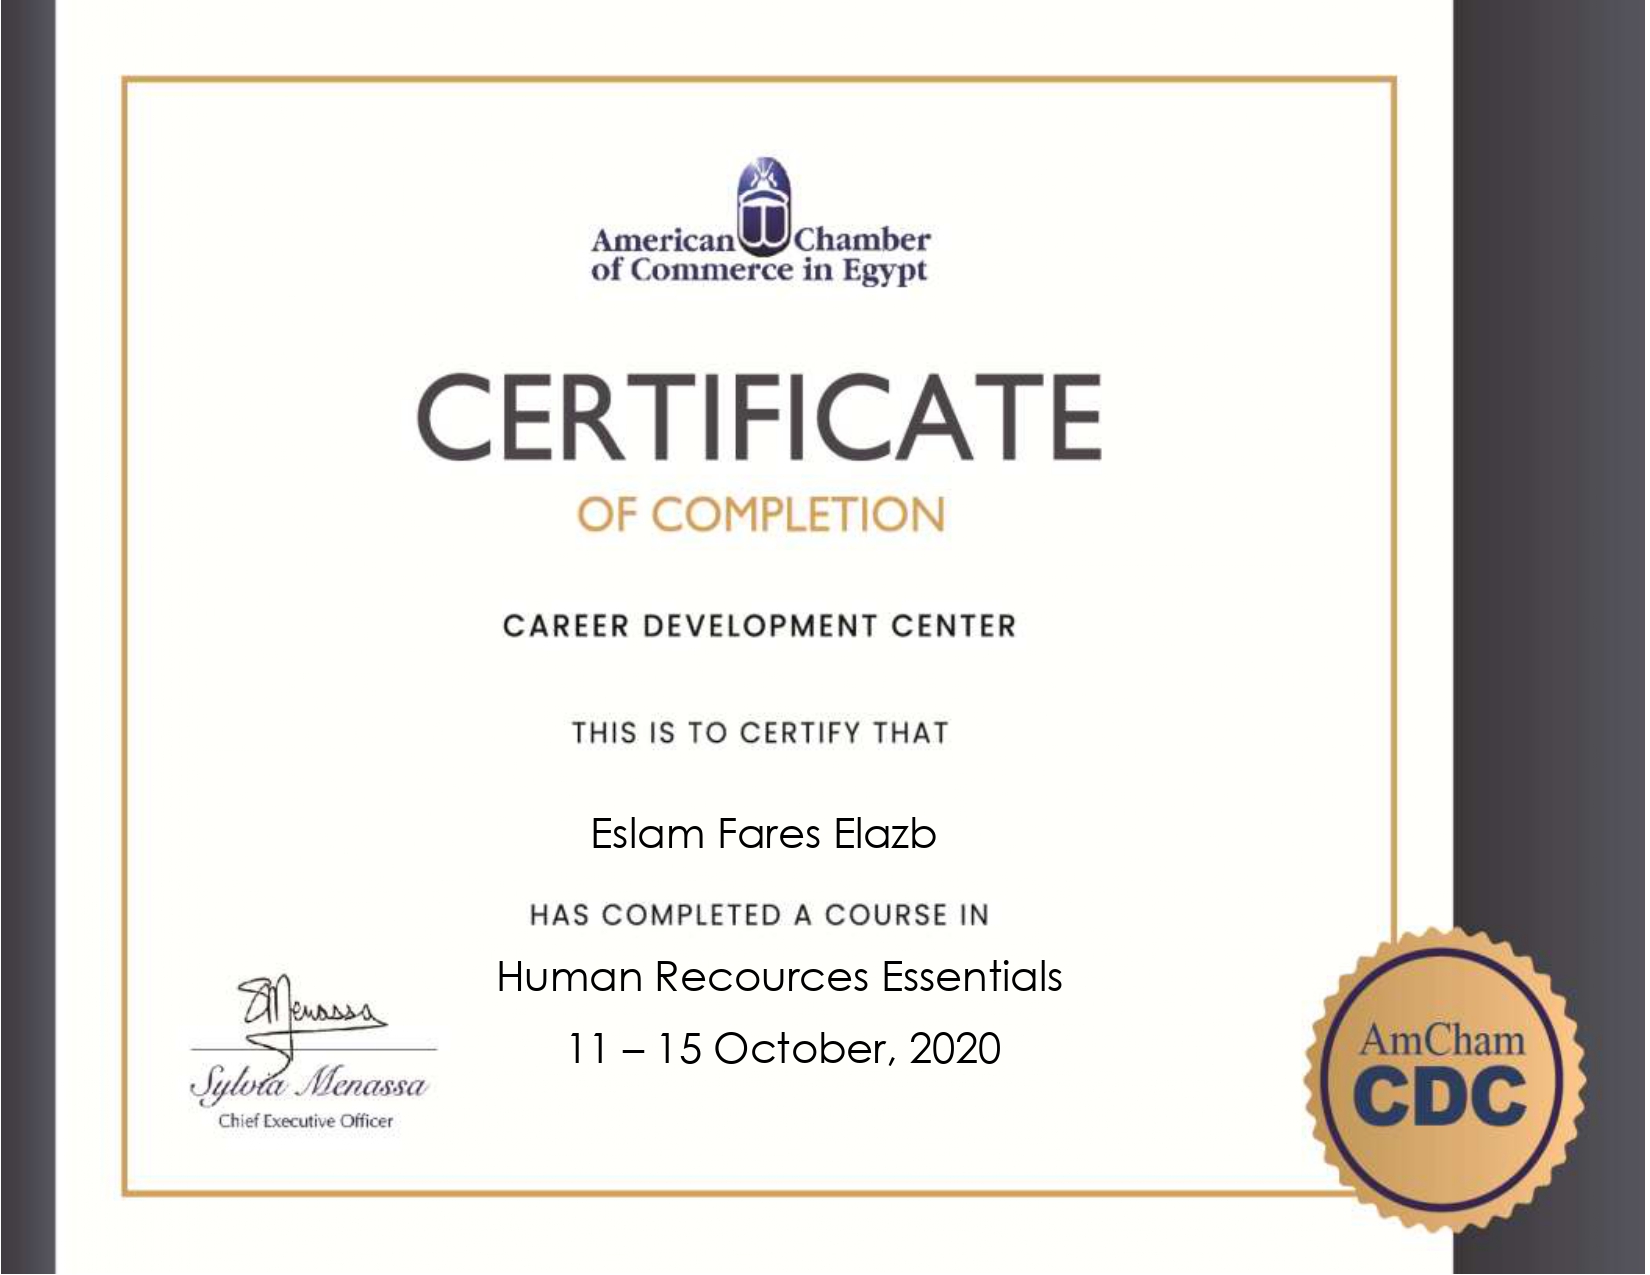 American Chamber
of Commerce in Egypt
CERTIFICATE
OF COMPLETION
CAREER DEVELOPMENT CENTER
THIS IS TO CERTIFY THAT
Eslam Fares Elazb
HAS COMPLETED A COURSE IN
Human Recources Essentials
11 – 15 October, 2020
SMenassa
Sylvia Menassa
Chief Executive Officer
AmCham
CDC